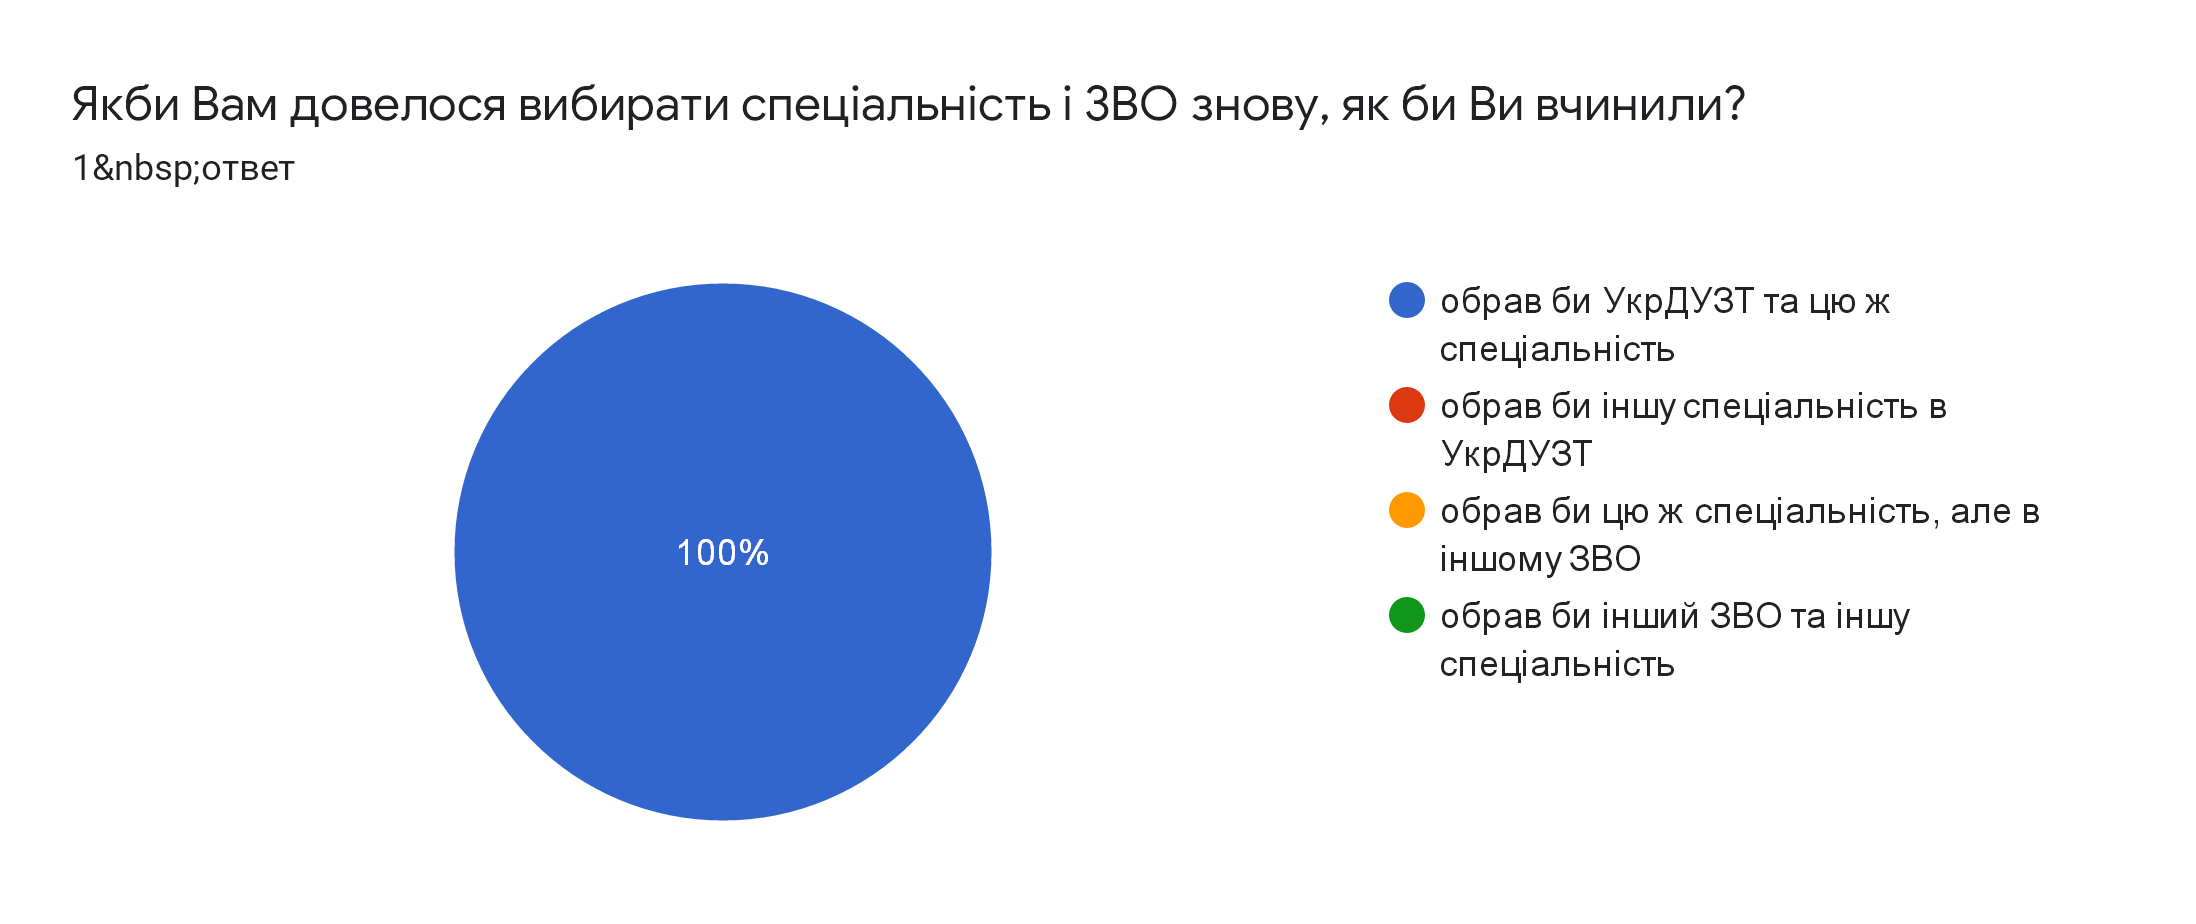 Якби Вам довелося вибирати спеціальність і ЗВО знову, як би Ви вчинили?
1&nbsp;ответ
100%
обрав би УкрДУЗТ та цю ж
спеціальність
обрав би іншу спеціальність в
УкрДУЗТ
обрав би цю ж спеціальність, але в
іншому ЗВО
обрав би інший ЗВО та іншу
спеціальність